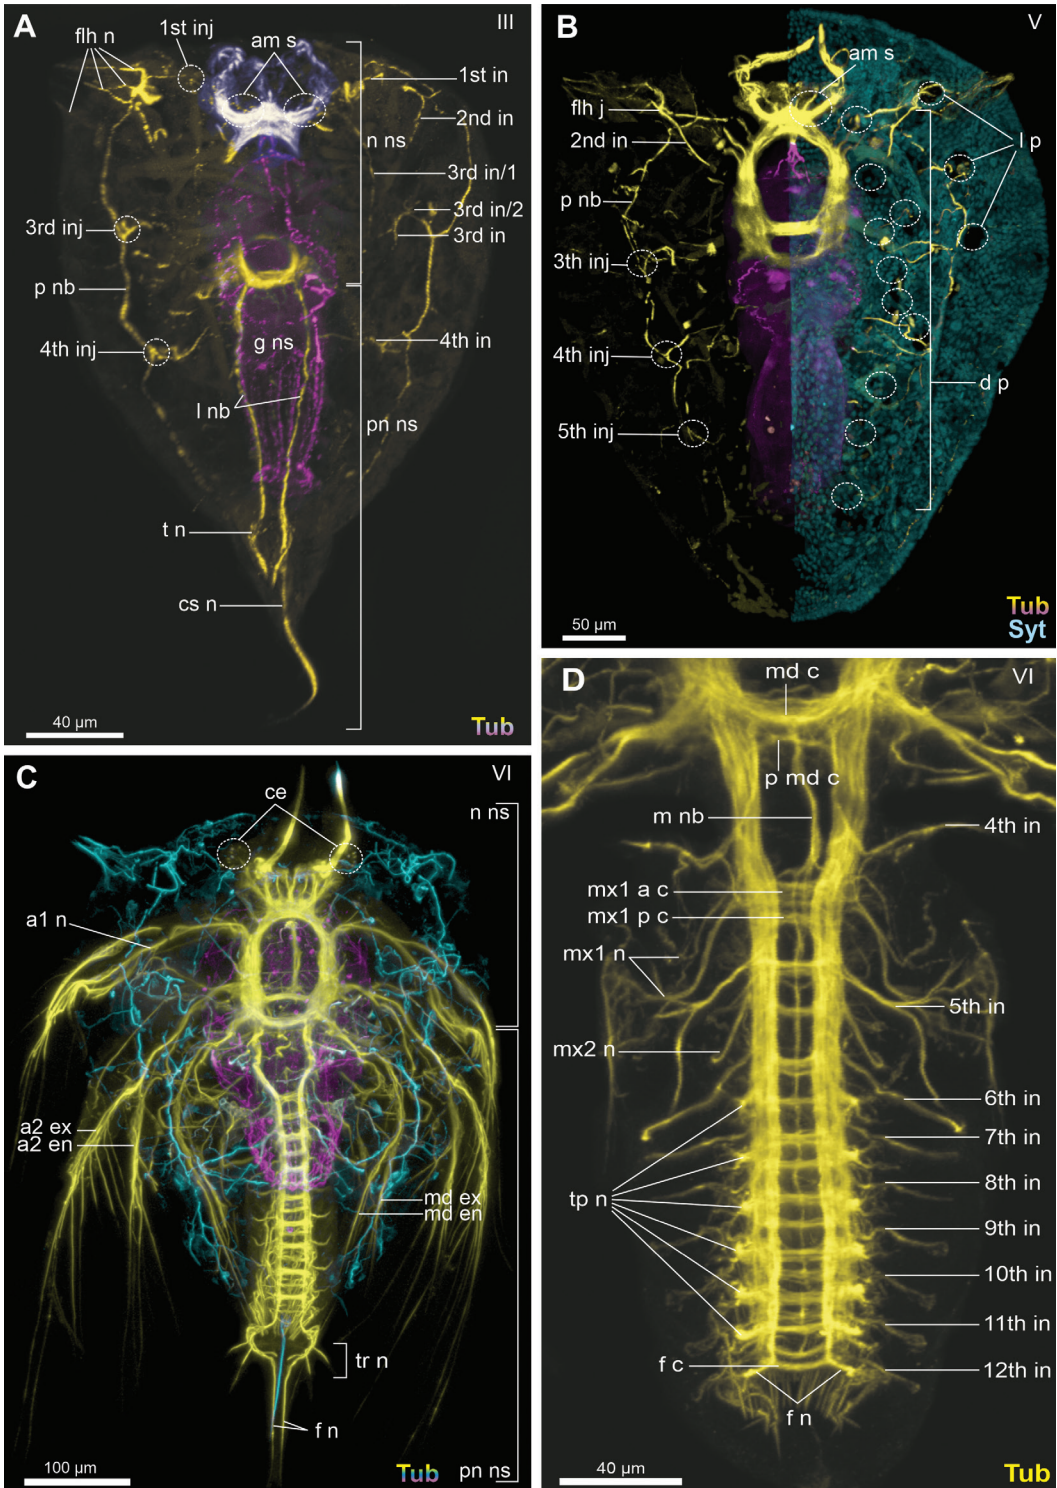 A
III
1st inj
flh n
am s
1st in
2nd in
n ns
3rd in/1
3rd in/2
3rd in
3rd inj
p nb
4th inj
4th in
g ns
l nb
pn ns
t n
cs n
40 µm
Tub
B
V
am s
flh j
2nd in
l p
p nb
3th inj
4th inj
d p
5th inj
Tub
Syt
50 µm
C
VI
ce
n ns
a1 n
a2 ex
a2 en
md ex
md en
tr n
f n
pn ns
100 µm
Tub
D
VI
md c
p md c
m nb
4th in
mx1 a c
mx1 p c
mx1 n
5th in
mx2 n
6th in
7th in
tp n
8th in
9th in
10th in
11th in
f c
12th in
f n
40 µm
Tub